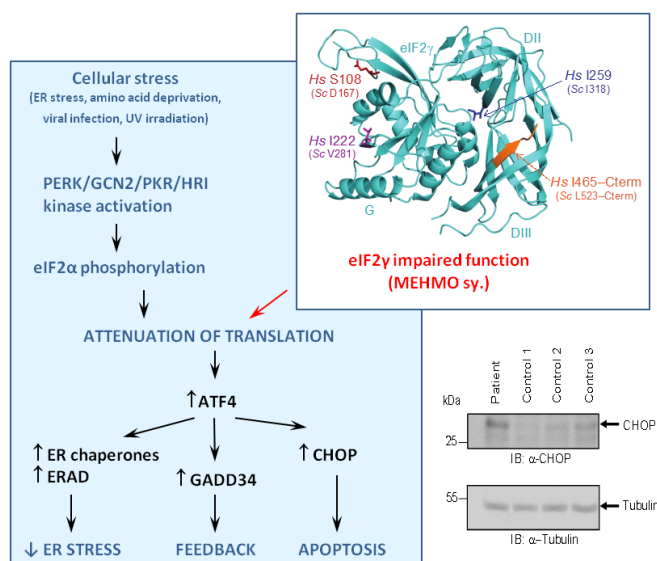 Cellular stress
(ER stress, amino acid deprivation,
viral infection, UV irradiation)
PERK/GCN2/PKR/HRI
kinase activation
eIF2α phosphorylation
ATTENUATION OF TRANSLATION
↑ATF4
↑ER chaperones
↑ERAD
↑GADD34
↑CHOP
↓ER STRESS
FEEDBACK
APOPTOSIS
eIF2γ
DII
Hs S108
(Sc D167)
Hs I259
(Sc I318)
Hs I222
(Sc V281)
Hs I465–Cterm
(Sc L523–Cterm)
G
DIII
eIF2γ impaired function
(MEHMO sy.)
Patient
Control 1
Control 2
Control 3
kDa
25
CHOP
IB: α-CHOP
55
Tubulin
IB: α–Tubulin